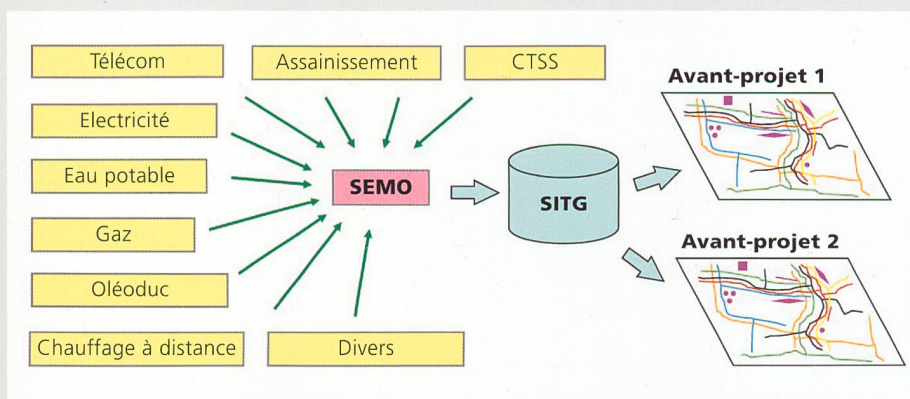 Télécom
Assainissement
CTSS
Electricité
Eau potable
Gaz
Oléoduc
Chauffage à distance
Divers
SEMO
SITG
Avant-projet 1
Avant-projet 2